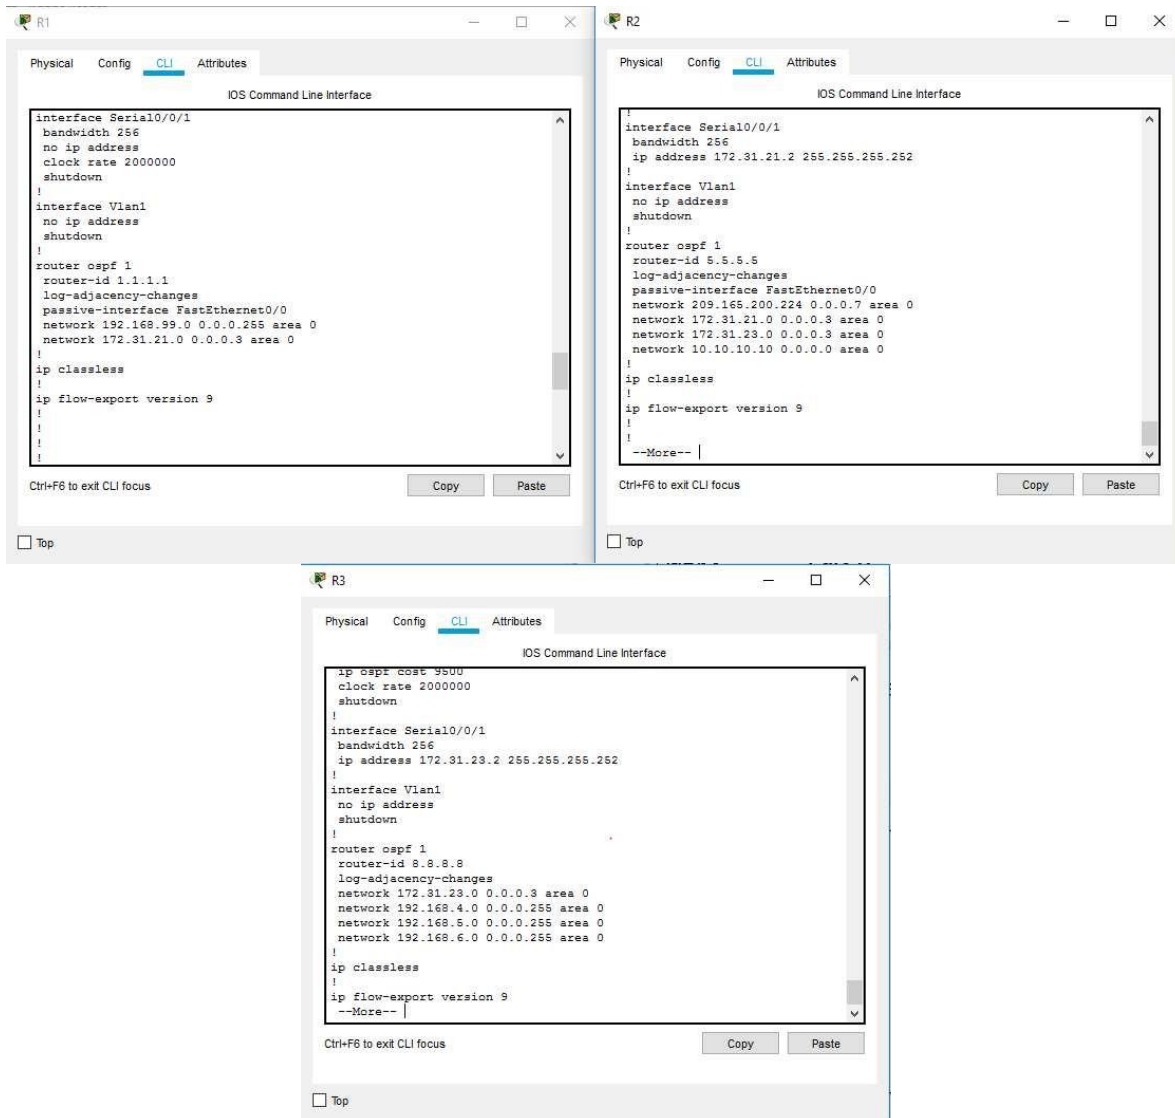 R1
Physical Config CLI Attributes
IOS Command Line Interface
interface Serial0/0/1
bandwidth 256
no ip address
clock rate 2000000
shutdown
!
interface Vlan1
no ip address
shutdown
!
router ospf 1
router-id 1.1.1.1
log-adjacency-changes
passive-interface FastEthernet0/0
network 192.168.99.0 0.0.0.255 area 0
network 172.31.21.0 0.0.0.3 area 0
!
ip classless
!
ip flow-export version 9
!
!
!
!
Ctrl+F6 to exit CLI focus
Copy Paste
Top
R2
Physical Config CLI Attributes
IOS Command Line Interface
!
interface Serial0/0/1
bandwidth 256
ip address 172.31.21.2 255.255.255.252
!
interface Vlan1
no ip address
shutdown
!
router ospf 1
router-id 5.5.5.5
log-adjacency-changes
passive-interface FastEthernet0/0
network 209.165.200.224 0.0.0.7 area 0
network 172.31.21.0 0.0.0.3 area 0
network 172.31.23.0 0.0.0.3 area 0
network 10.10.10.10 0.0.0.0 area 0
!
ip classless
!
ip flow-export version 9
!
!
--More--
Ctrl+F6 to exit CLI focus
Copy Paste
Top
R3
Physical Config CLI Attributes
IOS Command Line Interface
ip ospf cost 9500
clock rate 2000000
shutdown
!
interface Serial0/0/1
bandwidth 256
ip address 172.31.23.2 255.255.255.252
!
interface Vlan1
no ip address
shutdown
!
router ospf 1
router-id 8.8.8.8
log-adjacency-changes
network 172.31.23.0 0.0.0.3 area 0
network 192.168.4.0 0.0.0.255 area 0
network 192.168.5.0 0.0.0.255 area 0
network 192.168.6.0 0.0.0.255 area 0
!
ip classless
!
ip flow-export version 9
--More--
Ctrl+F6 to exit CLI focus
Copy Paste
Top